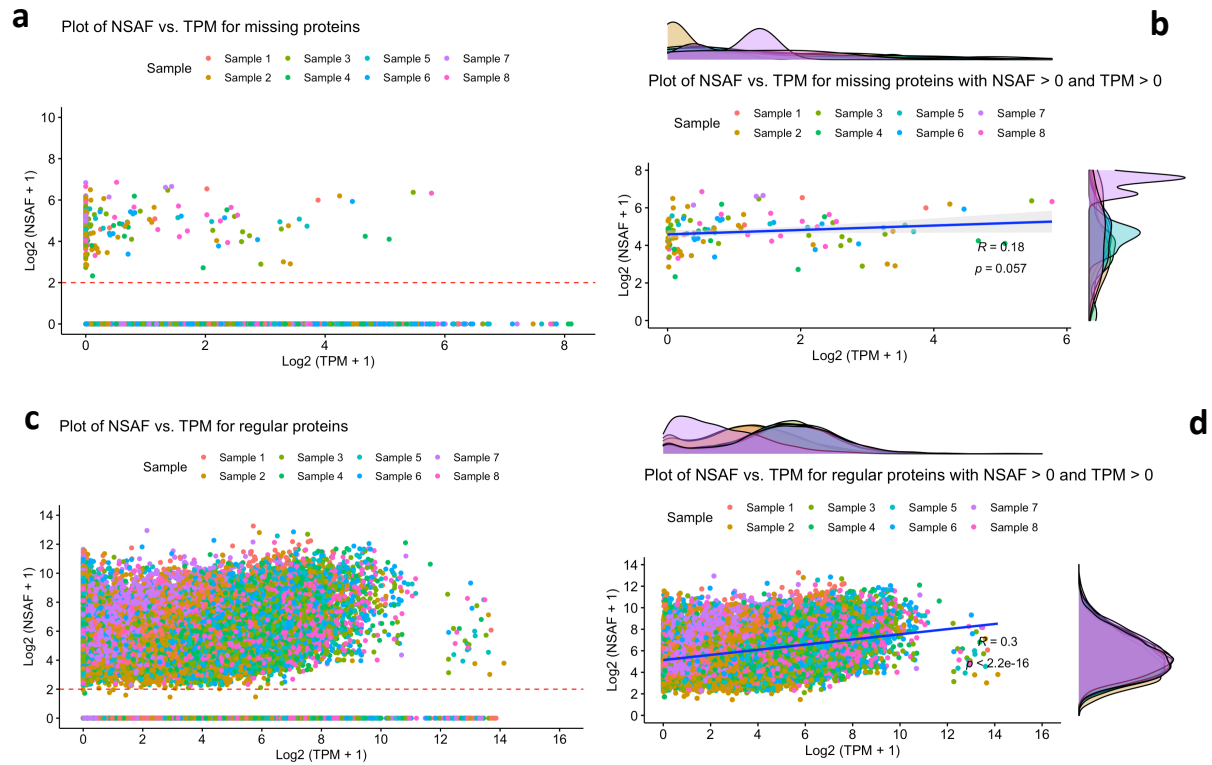 a
Plot of NSAF vs. TPM for missing proteins
Sample
Sample 1 Sample 3 Sample 5 Sample 7
Sample 2 Sample 4 Sample 6 Sample 8
Log2 (NSAF + 1)
10
8
6
4
2
0
0 2 4 6 8
Log2 (TPM + 1)
b
Plot of NSAF vs. TPM for missing proteins with NSAF > 0 and TPM > 0
Sample
Sample 1 Sample 3 Sample 5 Sample 7
Sample 2 Sample 4 Sample 6 Sample 8
Log2 (NSAF + 1)
8
6
4
2
0
R = 0.18
p = 0.057
0 2 4 6
Log2 (TPM + 1)
c
Plot of NSAF vs. TPM for regular proteins
Sample
Sample 1 Sample 3 Sample 5 Sample 7
Sample 2 Sample 4 Sample 6 Sample 8
Log2 (NSAF + 1)
14
12
10
8
6
4
2
0
0 2 4 6 8 10 12 14 16
Log2 (TPM + 1)
d
Plot of NSAF vs. TPM for regular proteins with NSAF > 0 and TPM > 0
Sample
Sample 1 Sample 3 Sample 5 Sample 7
Sample 2 Sample 4 Sample 6 Sample 8
Log2 (NSAF + 1)
14
12
10
8
6
4
2
0
R = 0.3
p < 2.2e-16
0 2 4 6 8 10 12 14 16
Log2 (TPM + 1)